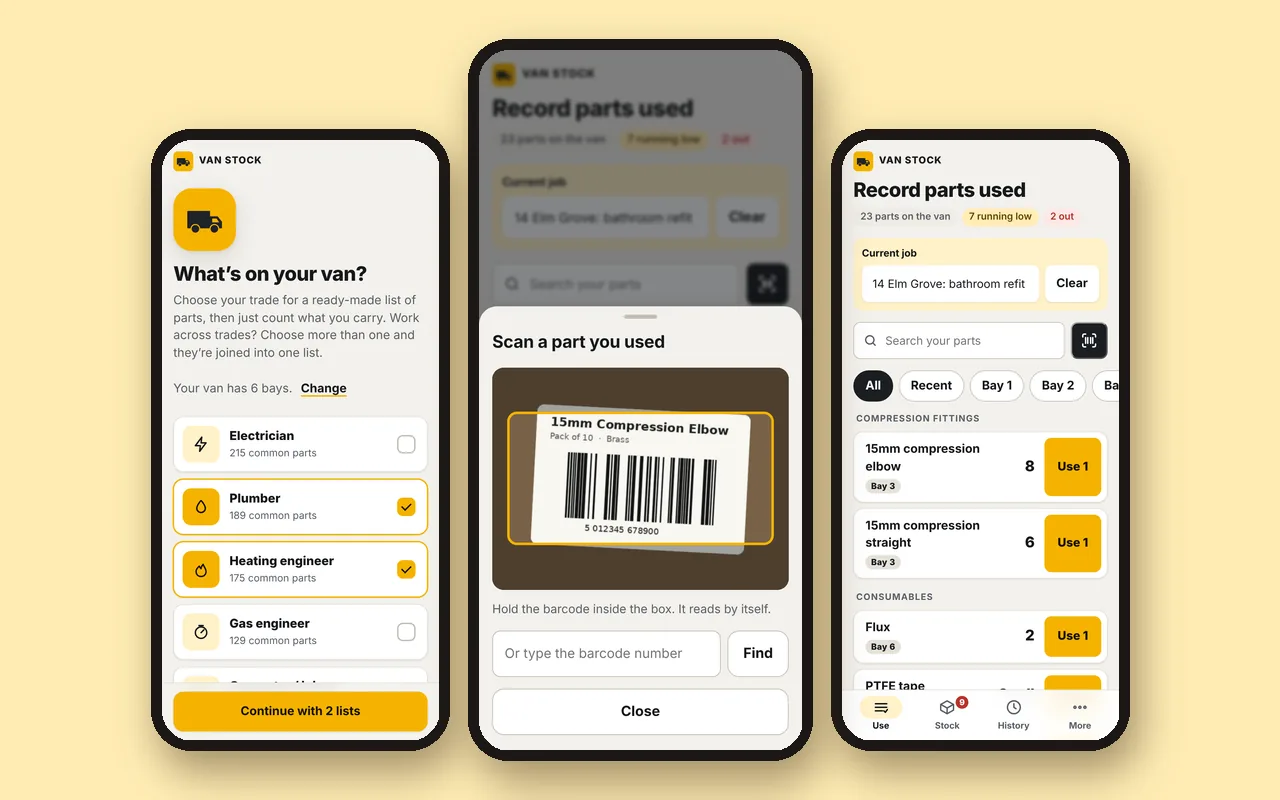 VAN STOCK
What's on your van?
Choose your trade for a ready-made list of
parts, then just count what you carry. Work
across trades? Choose more than one and
they're joined into one list.
Your van has 6 bays. Change
Electrician
215 common parts
Plumber
189 common parts
Heating engineer
175 common parts
Gas engineer
129 common parts
Continue with 2 lists
VAN STOCK
Record parts used
23 parts on the van
7 running low
2 out
Current job
14 Elm Grove: bathroom refit
Clear
Search your parts
Scan a part you used
15mm Compression Elbow
Pack of 10 · Brass
5 012345 678900
Hold the barcode inside the box. It reads by itself.
Or type the barcode number
Find
Close
VAN STOCK
Record parts used
23 parts on the van
7 running low
2 out
Current job
14 Elm Grove: bathroom refit
Clear
Search your parts
All
Recent
Bay 1
Bay 2
Ba
COMPRESSION FITTINGS
15mm compression
elbow
Bay 3
8
Use 1
15mm compression
straight
Bay 3
6
Use 1
CONSUMABLES
Flux
Bay 6
2
Use 1
PTFE tape
Use
Stock
9
History
More